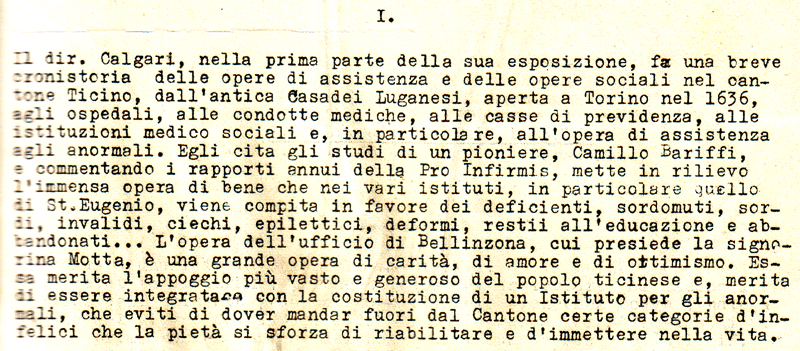 I.
Il dir. Calgari, nella prima parte della sua esposizione, fa una breve
cronistoria delle opere di assistenza e delle opere sociali nel can-
tone Ticino, dall'antica Casadei Luganesi, aperta a Torino nel 1636,
agli ospedali, alle condotte mediche, alle casse di previdenza, alle
istituzioni medico sociali e, in particolare, all'opera di assistenza
agli anormali. Egli cita gli studi di un pioniere, Camillo Bariffi,
e commentando i rapporti annui della Pro Infirmis, mette in rilievo
l'immensa opera di bene che nei vari istituti, in particolare quello
di St.Eugenio, viene compita in favore dei deficienti, sordomuti, sor-
di, invalidi, ciechi, epilettici, deformi, restii all'educazione e ab-
bandonati... L'opera dell'ufficio di Bellinzona, cui presiede la signo-
rina Motta, è una grande opera di carità, di amore e di ottimismo. Es-
sa merita l'appoggio più vasto e generoso del popolo ticinese e, merita
di essere integrata con la costituzione di un Istituto per gli anor-
mali, che eviti di dover mandar fuori dal Cantone certe categorie d'in-
felici che la pietà si sforza di riabilitare e d'immettere nella vita.